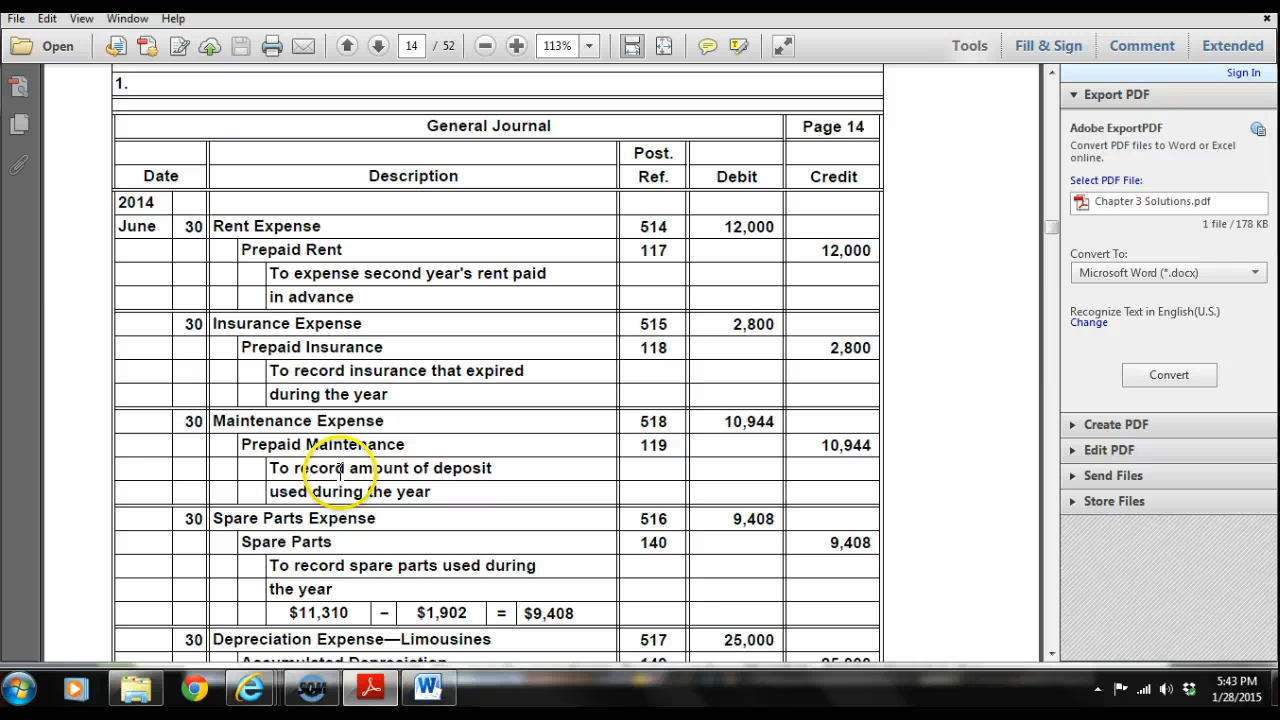 File Edit View Window Help
Open 14 / 52 113% Tools Fill & Sign Comment Extended
Sign In
1.
General Journal Page 14
Post.
Date Description Ref. Debit Credit
2014
June 30 Rent Expense 514 12,000
Prepaid Rent 117 12,000
To expense second year's rent paid
in advance
30 Insurance Expense 515 2,800
Prepaid Insurance 118 2,800
To record insurance that expired
during the year
30 Maintenance Expense 518 10,944
Prepaid Maintenance 119 10,944
To record amount of deposit
used during the year
30 Spare Parts Expense 516 9,408
Spare Parts 140 9,408
To record spare parts used during
the year
$11,310 – $1,902 = $9,408
30 Depreciation Expense—Limousines 517 25,000
Export PDF
Adobe ExportPDF
Convert PDF files to Word or Excel
online.
Select PDF File:
Chapter 3 Solutions.pdf
1 file / 178 KB
Convert To:
Microsoft Word (*.docx)
Recognize Text in English(U.S.)
Change
Convert
Create PDF
Edit PDF
Send Files
Store Files
5:43 PM
1/28/2015